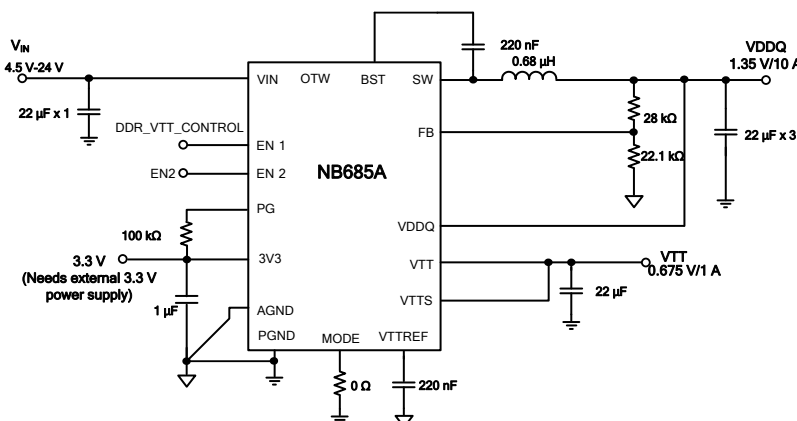 VIN
4.5 V-24 V
22 µF x 1
DDR_VTT_CONTROL
EN2
100 kΩ
3.3 V
(Needs external 3.3 V
power supply)
1 µF
VIN
OTW
BST
SW
EN 1
FB
EN 2
NB685A
PG
VDDQ
3V3
VTT
AGND
VTTS
PGND
MODE
VTTREF
0 Ω
220 nF
220 nF
0.68 µH
VDDQ
1.35 V/10 A
28 kΩ
22.1 kΩ
22 µF x 3
VTT
0.675 V/1 A
22 µF